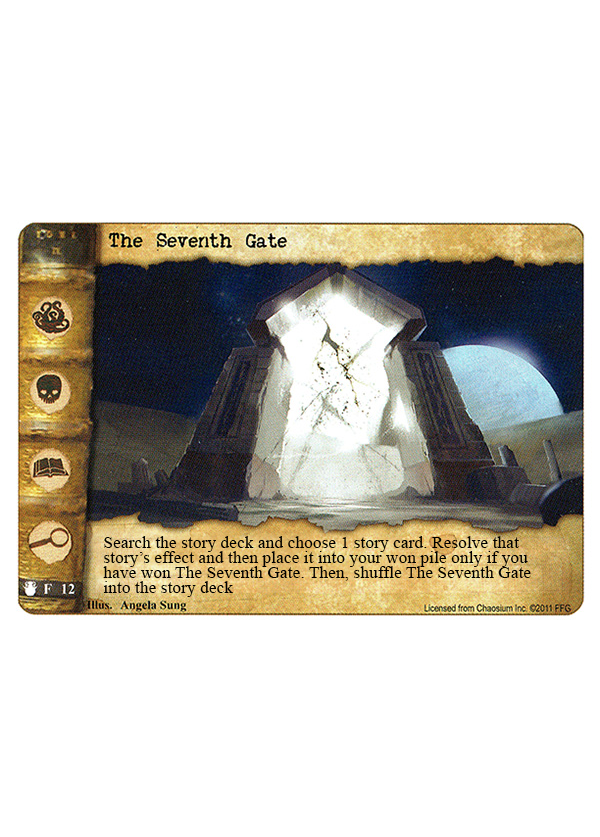 TOME
IX
The Seventh Gate
Search the story deck and choose 1 story card. Resolve that
story's effect and then place it into your won pile only if you
have won The Seventh Gate. Then, shuffle The Seventh Gate
into the story deck
F 12
Illus. Angela Sung
Licensed from Chaosium Inc. ©2011 FFG